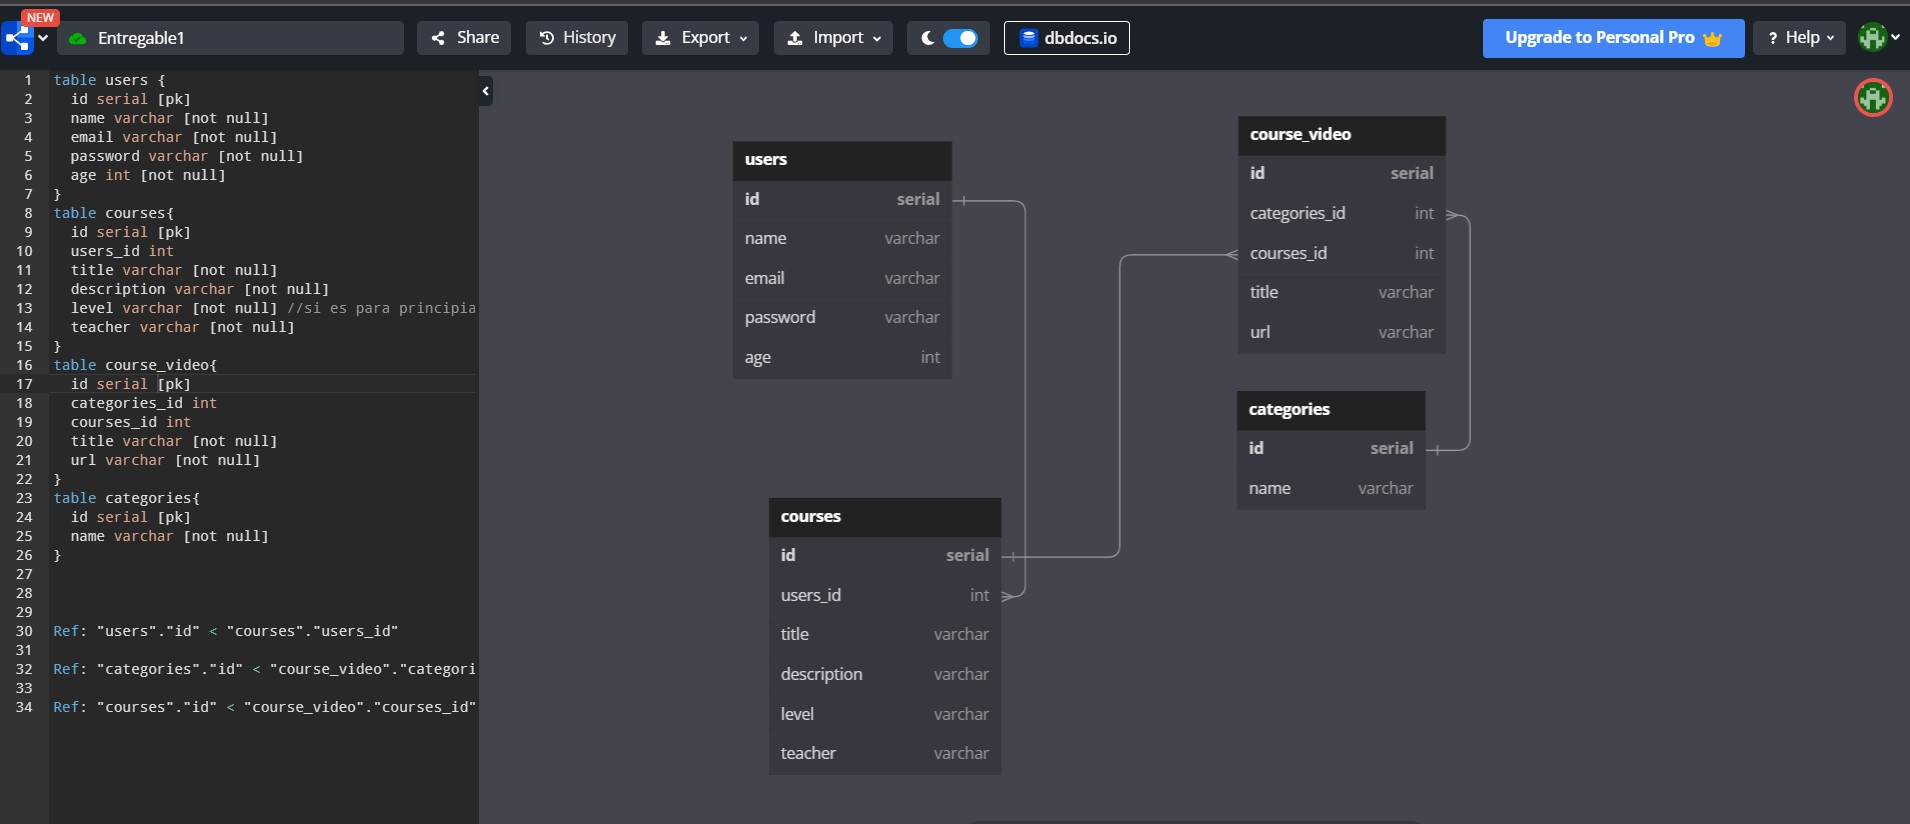 NEW
Entregable1
Share
History
Export
Import
dbdocs.io
Upgrade to Personal Pro
? Help
1 table users {
2 id serial [pk]
3 name varchar [not null]
4 email varchar [not null]
5 password varchar [not null]
6 age int [not null]
7 }
8 table courses{
9 id serial [pk]
10 users_id int
11 title varchar [not null]
12 description varchar [not null]
13 level varchar [not null] //si es para principia
14 teacher varchar [not null]
15 }
16 table course_video{
17 id serial [pk]
18 categories_id int
19 courses_id int
20 title varchar [not null]
21 url varchar [not null]
22 }
23 table categories{
24 id serial [pk]
25 name varchar [not null]
26 }
27
28
29
30 Ref: "users"."id" < "courses"."users_id"
31
32 Ref: "categories"."id" < "course_video"."categori
33
34 Ref: "courses"."id" < "course_video"."courses_id"
users
id serial
name varchar
email varchar
password varchar
age int
course_video
id serial
categories_id int
courses_id int
title varchar
url varchar
categories
id serial
name varchar
courses
id serial
users_id int
title varchar
description varchar
level varchar
teacher varchar